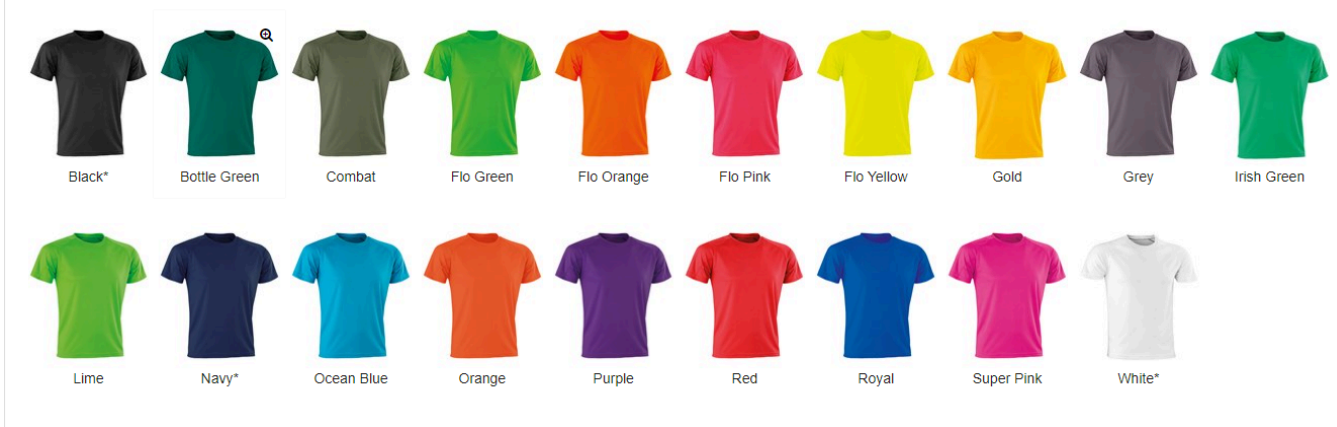 Black* Bottle Green Combat Flo Green Flo Orange Flo Pink Flo Yellow Gold Grey Irish Green
Lime Navy* Ocean Blue Orange Purple Red Royal Super Pink White*